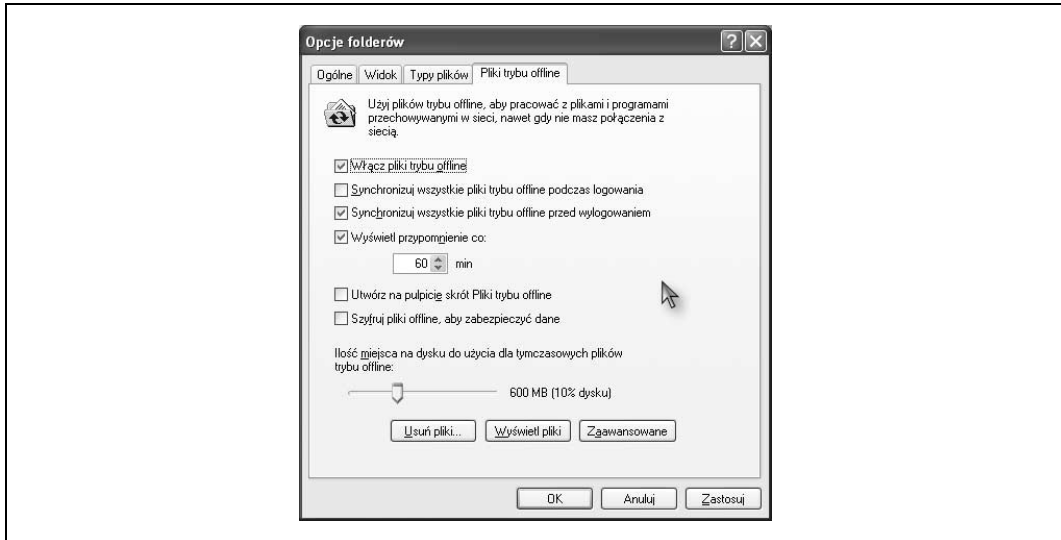 Opcje folderów
Ogólne Widok Typy plików Pliki trybu offline
Użyj plików trybu offline, aby pracować z plikami i programami
przechowywanymi w sieci, nawet gdy nie masz połączenia z
siecią.
Włącz pliki trybu offline
Synchronizuj wszystkie pliki trybu offline podczas logowania
Synchronizuj wszystkie pliki trybu offline przed wylogowaniem
Wyświetl przypomnienie co:
60 min
Utwórz na pulpicie skrót Pliki trybu offline
Szyfruj pliki offline, aby zabezpieczyć dane
Ilość miejsca na dysku do użycia dla tymczasowych plików
trybu offline:
600 MB (10% dysku)
Usuń pliki... Wyświetl pliki Zaawansowane
OK Anuluj Zastosuj